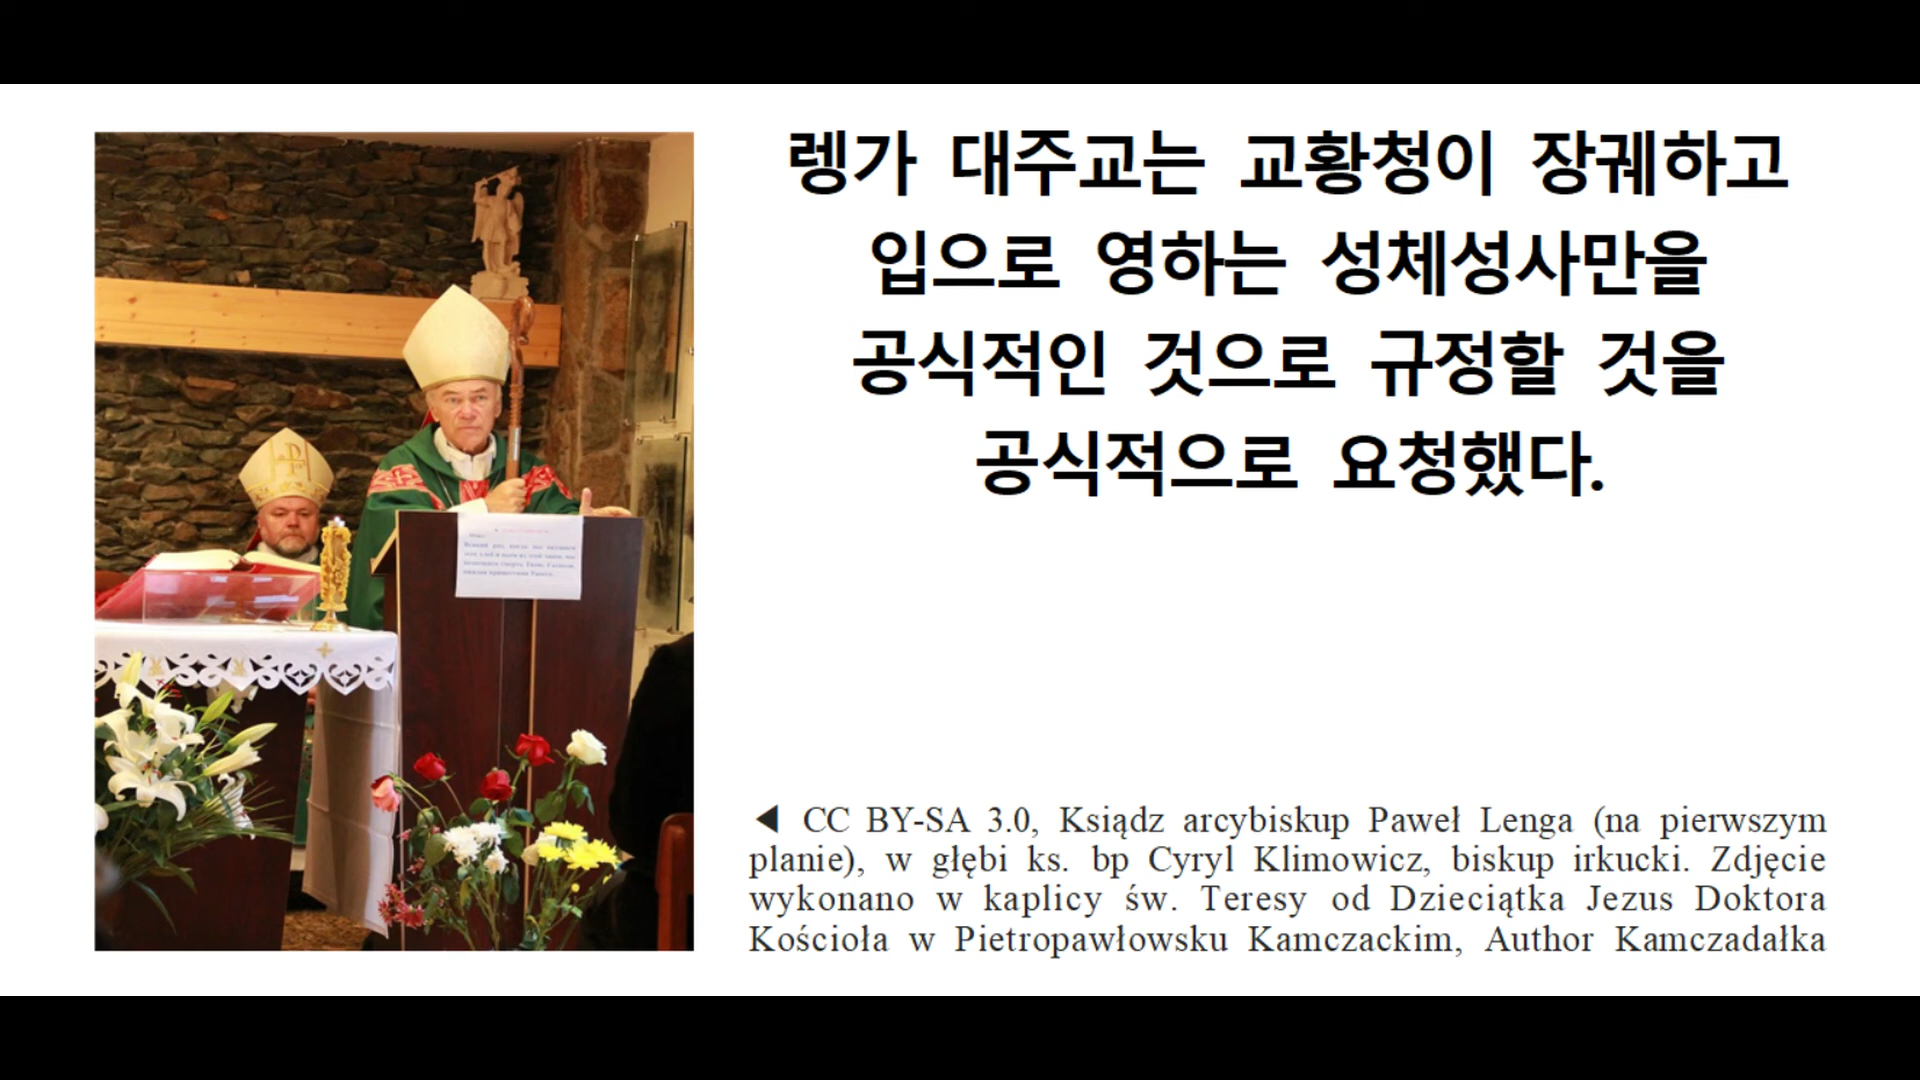 렝가 대주교는 교황청이 장궤하고
입으로 영하는 성체성사만을
공식적인 것으로 규정할 것을
공식적으로 요청했다.
◀ CC BY-SA 3.0, Ksiądz arcybiskup Paweł Lenga (na pierwszym
planie), w głębi ks. bp Cyryl Klimowicz, biskup irkucki. Zdjęcie
wykonano w kaplicy św. Teresy od Dzieciątka Jezus Doktora
Kościoła w Pietropawłowsku Kamczackim, Author Kamczadałka